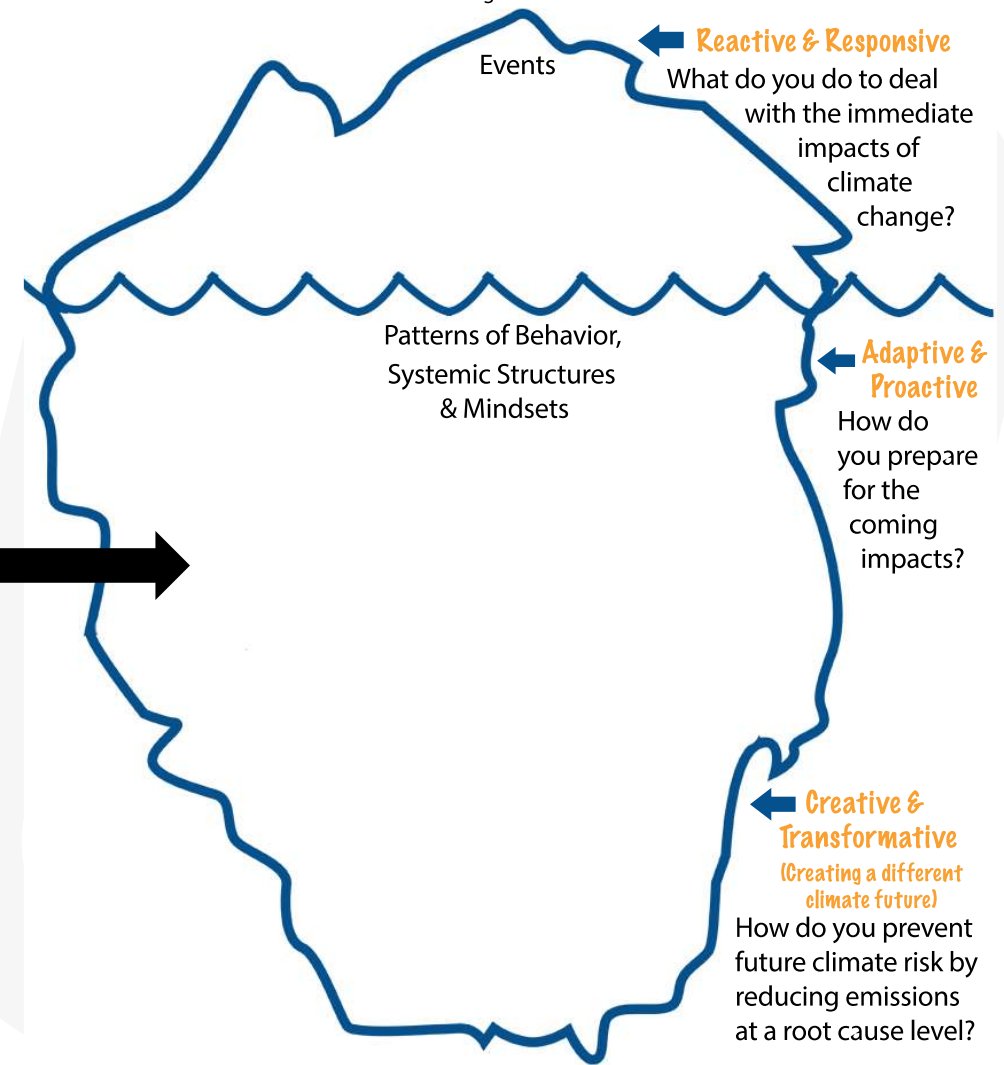 Events
Reactive & Responsive
What do you do to deal
with the immediate
impacts of
climate
change?
Patterns of Behavior,
Systemic Structures
& Mindsets
Adaptive &
Proactive
How do
you prepare
for the
coming
impacts?
Creative &
Transformative
(Creating a different
climate future)
How do you prevent
future climate risk by
reducing emissions
at a root cause level?